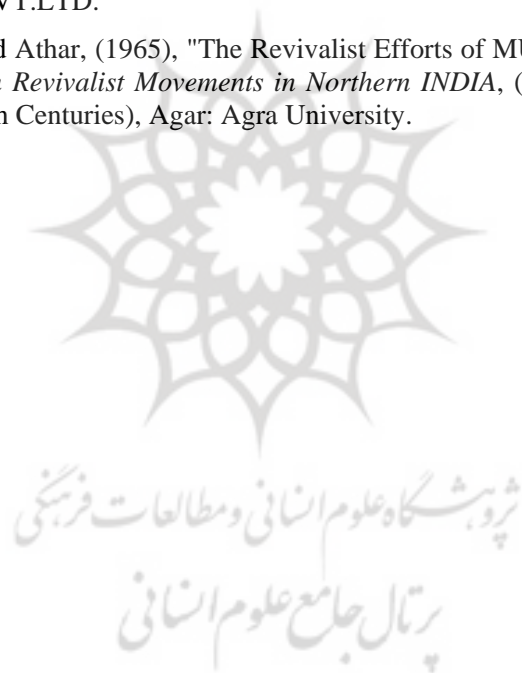 VT.LTD.
d Athar, (1965), "The Revivalist Efforts of MU
n Revivalist Movements in Northern INDIA, (
h Centuries), Agar: Agra University.
پژوهشگاه علوم انسانی و مطالعات فرهنگی
پرتال جامع علوم انسانی